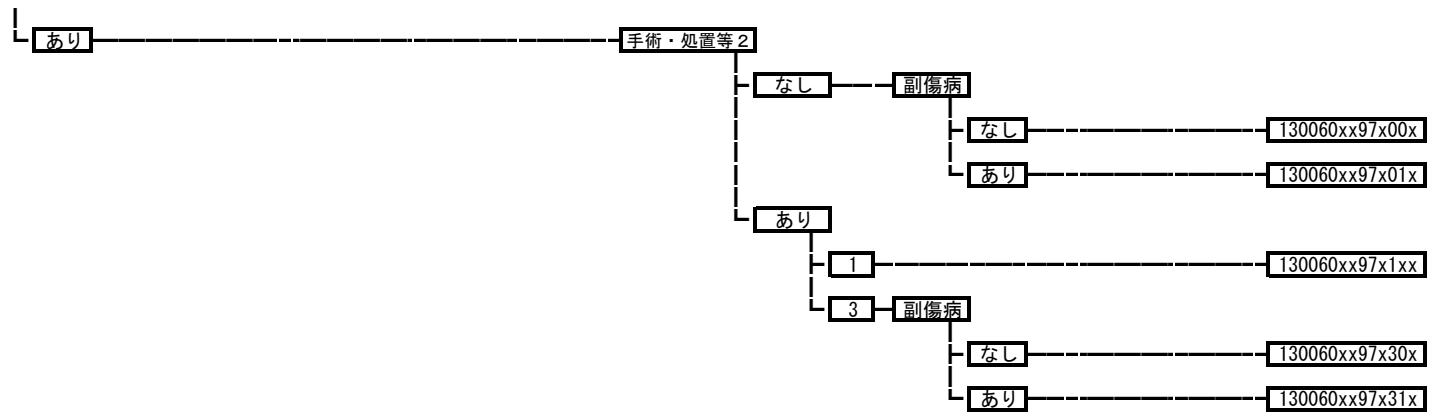 あり 手術・処置等２
なし 副傷病
なし 130060xx97x00x
あり 130060xx97x01x
あり
1 130060xx97x1xx
3 副傷病
なし 130060xx97x30x
あり 130060xx97x31x